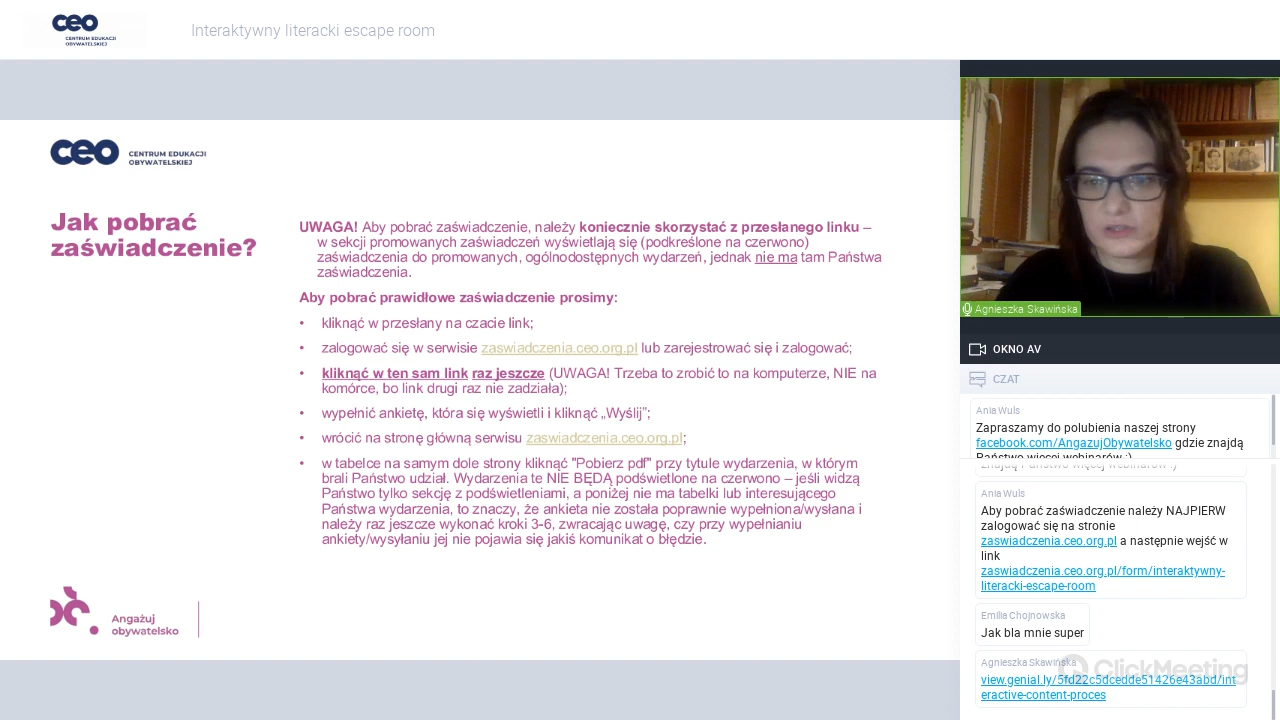 ceo
CENTRUM EDUKACJI
OBYWATELSKIEJ
Interaktywny literacki escape room
ceo
CENTRUM EDUKACJI
OBYWATELSKIEJ
Jak pobrać
zaświadczenie?
UWAGA! Aby pobrać zaświadczenie, należy koniecznie skorzystać z przesłanego linku –
w sekcji promowanych zaświadczeń wyświetlają się (podkreślone na czerwono)
zaświadczenia do promowanych, ogólnodostępnych wydarzeń, jednak nie ma tam Państwa
zaświadczenia.
Aby pobrać prawidłowe zaświadczenie prosimy:
• kliknąć w przesłany na czacie link;
• zalogować się w serwisie zaswiadczenia.ceo.org.pl lub zarejestrować się i zalogować;
• kliknąć w ten sam link raz jeszcze (UWAGA! Trzeba to zrobić to na komputerze, NIE na
komórce, bo link drugi raz nie zadziała);
• wypełnić ankietę, która się wyświetli i kliknąć „Wyślij”;
• wrócić na stronę główną serwisu zaswiadczenia.ceo.org.pl;
• w tabelce na samym dole strony kliknąć "Pobierz pdf" przy tytule wydarzenia, w którym
brali Państwo udział. Wydarzenia te NIE BĘDĄ podświetlone na czerwono – jeśli widzą
Państwo tylko sekcję z podświetleniami, a poniżej nie ma tabelki lub interesującego
Państwa wydarzenia, to znaczy, że ankieta nie została poprawnie wypełniona/wysłana i
należy raz jeszcze wykonać kroki 3-6, zwracając uwagę, czy przy wypełnianiu
ankiety/wysyłaniu jej nie pojawia się jakiś komunikat o błędzie.
Angażuj
obywatelsko
Agnieszka Skawińska
OKNO AV
CZAT
Ania Wuls
Zapraszamy do polubienia naszej strony
facebook.com/AngazujObywatelsko gdzie znajdą
Państwo więcej webinarów :)
znajdą Państwo więcej webinarów :)
Ania Wuls
Aby pobrać zaświadczenie należy NAJPIERW
zalogować się na stronie
zaswiadczenia.ceo.org.pl a następnie wejść w
link
zaswiadczenia.ceo.org.pl/form/interaktywny-
literacki-escape-room
Emilia Chojnowska
Jak bla mnie super
Agnieszka Skawińska
view.genial.ly/5fd22c5dcedde51426e43abd/int
eractive-content-proces
ClickMeeting